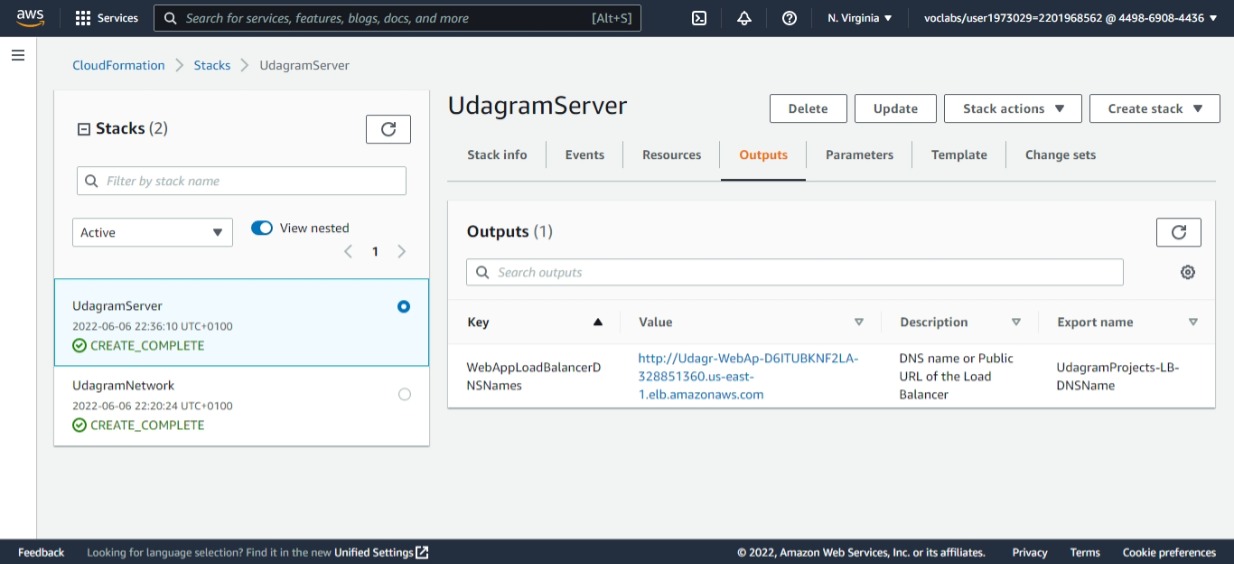 aws
Services
Search for services, features, blogs, docs, and more
[Alt+S]
N. Virginia
voclabs/user1973029=2201968562 @ 4498-6908-4436
CloudFormation
Stacks
UdagramServer
Stacks (2)
Filter by stack name
Active
View nested
1
UdagramServer
2022-06-06 22:36:10 UTC+0100
CREATE_COMPLETE
UdagramNetwork
2022-06-06 22:20:24 UTC+0100
CREATE_COMPLETE
UdagramServer
Delete
Update
Stack actions
Create stack
Stack info
Events
Resources
Outputs
Parameters
Template
Change sets
Outputs (1)
Search outputs
Key
Value
Description
Export name
WebAppLoadBalancerD
NSNames
http://Udagr-WebAp-D6ITUBKNF2LA-
328851360.us-east-
1.elb.amazonaws.com
DNS name or Public
URL of the Load
Balancer
UdagramProjects-LB-
DNSName
Feedback
Looking for language selection? Find it in the new Unified Settings
© 2022, Amazon Web Services, Inc. or its affiliates.
Privacy
Terms
Cookie preferences